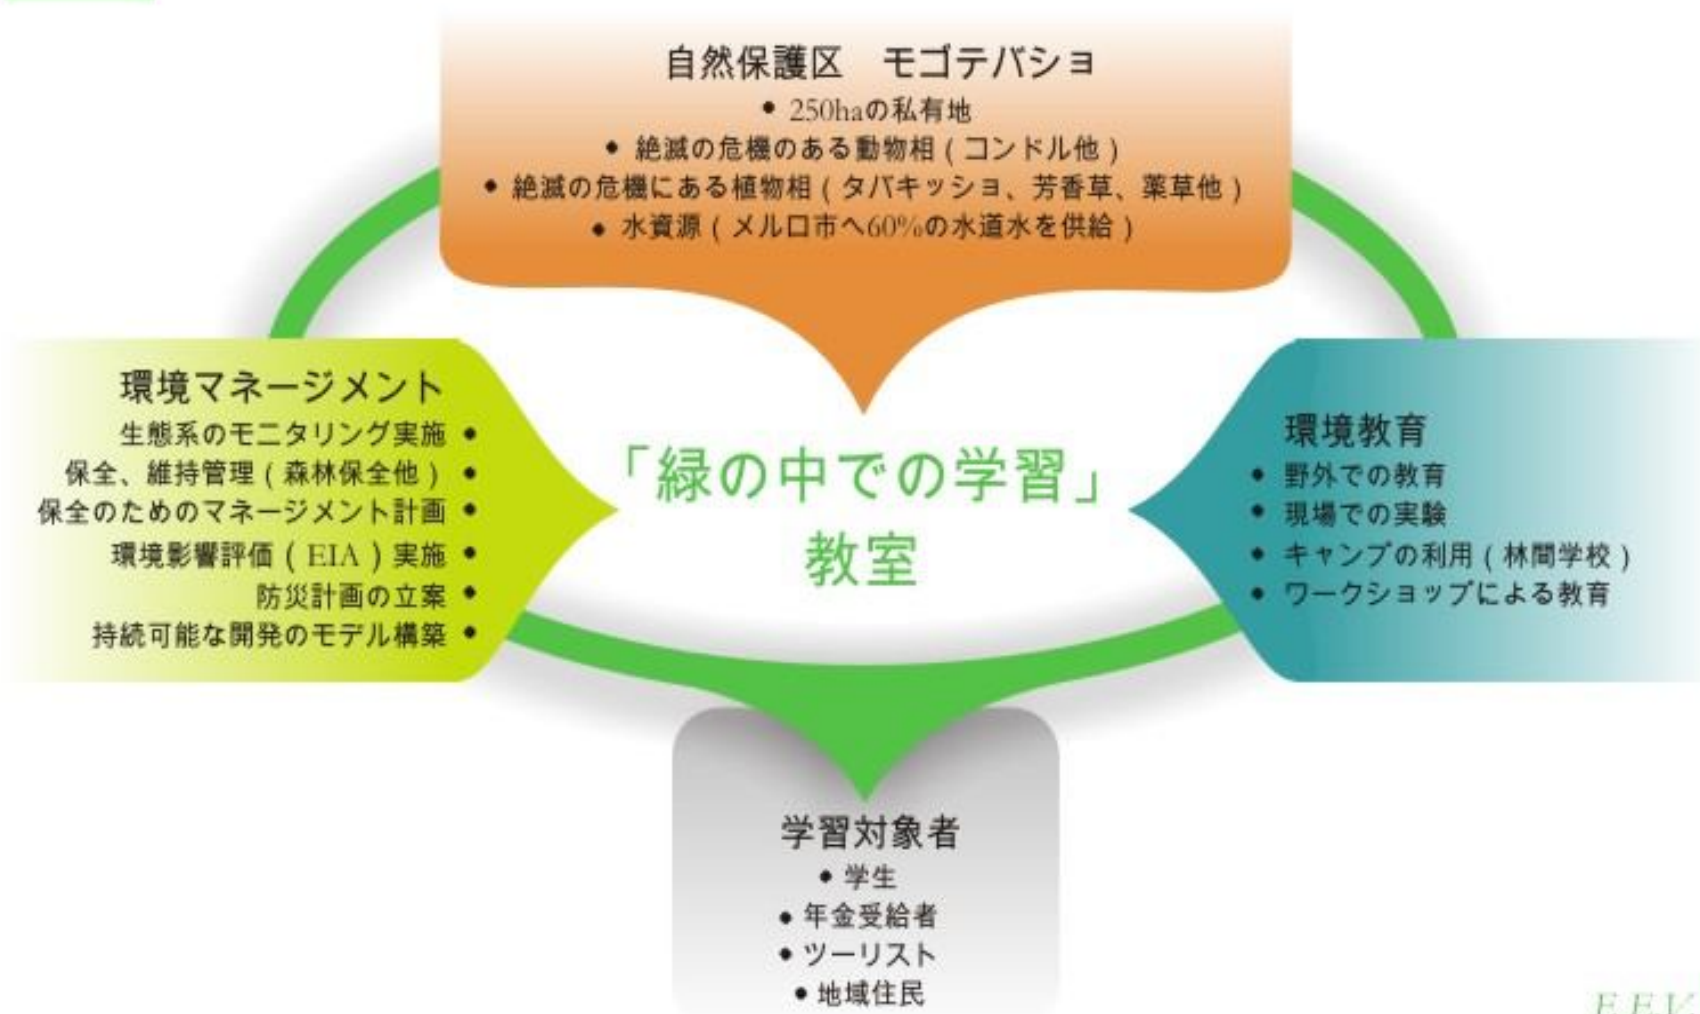 自然保護区　モゴテバショ
• 250haの私有地
• 絶滅の危機のある動物相（コンドル他）
• 絶滅の危機にある植物相（タバキッショ、芳香草、薬草他）
• 水資源（メルロ市へ60%の水道水を供給）
環境マネージメント
生態系のモニタリング実施 •
保全、維持管理（森林保全他） •
保全のためのマネージメント計画 •
環境影響評価（EIA）実施 •
防災計画の立案 •
持続可能な開発のモデル構築 •
「緑の中での学習」
教室
環境教育
• 野外での教育
• 現場での実験
• キャンプの利用（林間学校）
• ワークショップによる教育
学習対象者
• 学生
• 年金受給者
• ツーリスト
• 地域住民